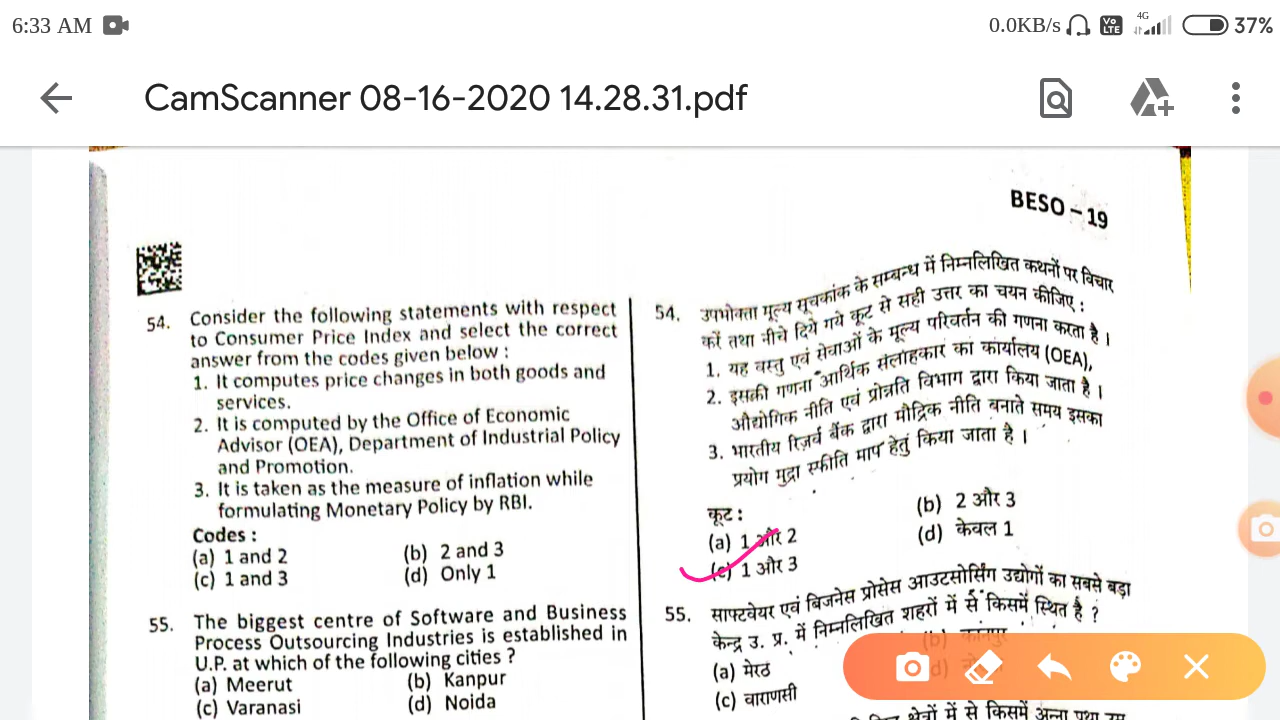 6:33 AM
0.0KB/s Vo LTE 4G 37%
CamScanner 08-16-2020 14.28.31.pdf
BESO – 19
54. Consider the following statements with respect
to Consumer Price Index and select the correct
answer from the codes given below :
1. It computes price changes in both goods and
services.
2. It is computed by the Office of Economic
Advisor (OEA), Department of Industrial Policy
and Promotion.
3. It is taken as the measure of inflation while
formulating Monetary Policy by RBI.
Codes :
(a) 1 and 2 (b) 2 and 3
(c) 1 and 3 (d) Only 1
55. The biggest centre of Software and Business
Process Outsourcing Industries is established in
U.P. at which of the following cities ?
(a) Meerut (b) Kanpur
(c) Varanasi (d) Noida
54. उपभोक्ता मूल्य सूचकांक के सम्बन्ध में निम्नलिखित कथनों पर विचार
करें तथा नीचे दिये गये कूट से सही उत्तर का चयन कीजिए :
1. यह वस्तु एवं सेवाओं के मूल्य परिवर्तन की गणना करता है ।
2. इसकी गणना आर्थिक सलाहकार का कार्यालय (OEA),
औद्योगिक नीति एवं प्रोन्नति विभाग द्वारा किया जाता है ।
3. भारतीय रिज़र्व बैंक द्वारा मौद्रिक नीति बनाते समय इसका
प्रयोग मुद्रा स्फीति माप हेतु किया जाता है ।
कूट :
(a) 1 और 2 (b) 2 और 3
(c) 1 और 3 (d) केवल 1
55. साफ्टवेयर एवं बिजनेस प्रोसेस आउटसोर्सिंग उद्योगों का सबसे बड़ा
केन्द्र उ. प्र. में निम्नलिखित शहरों में से किसमें स्थित है ?
(a) मेरठ (b) कानपुर
(c) वाराणसी (d)
क्षेत्रों में से किसमें